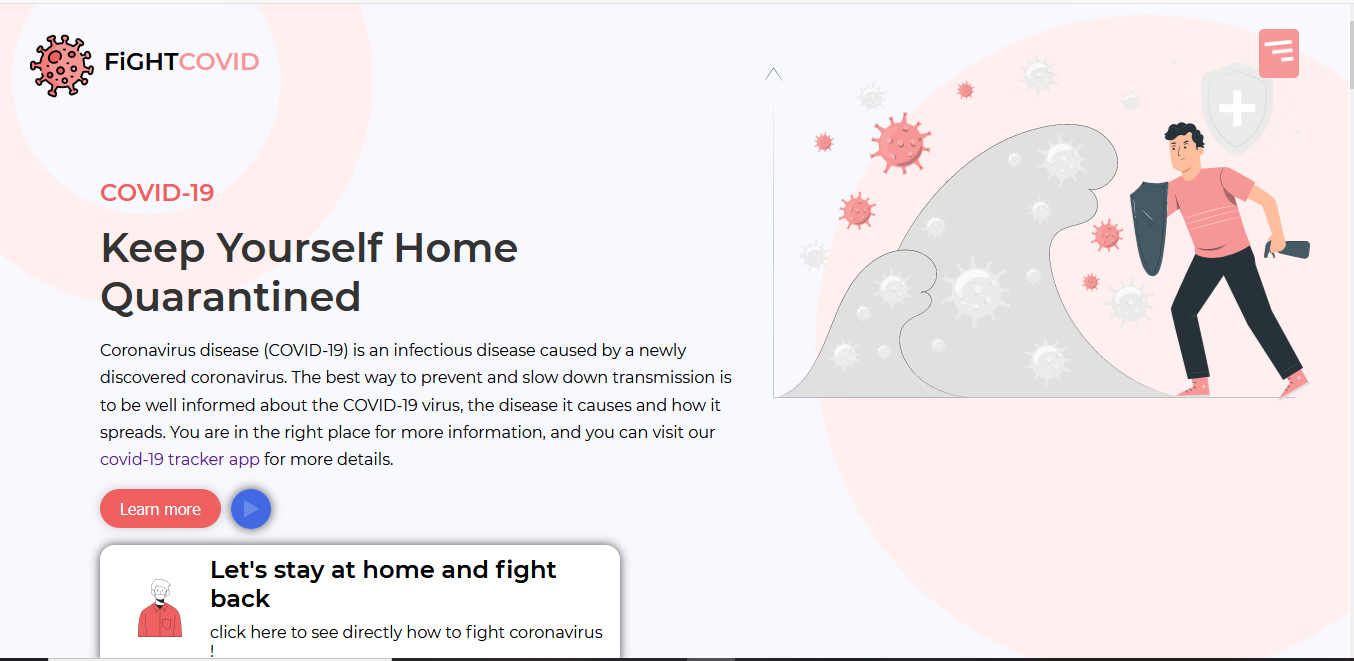 FiGHTCOVID
COVID-19
Keep Yourself Home
Quarantined
Coronavirus disease (COVID-19) is an infectious disease caused by a newly
discovered coronavirus. The best way to prevent and slow down transmission is
to be well informed about the COVID-19 virus, the disease it causes and how it
spreads. You are in the right place for more information, and you can visit our
covid-19 tracker app for more details.
Learn more
Let's stay at home and fight
back
click here to see directly how to fight coronavirus
!